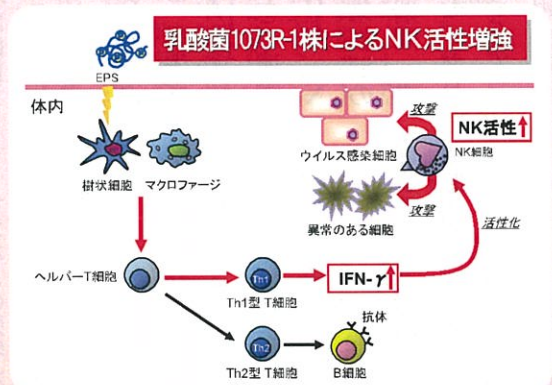 乳酸菌1073R-1株によるNK活性増強
EPS
体内
樹状細胞
マクロファージ
ウイルス感染細胞
攻撃
NK活性
NK細胞
異常のある細胞
攻撃
活性化
ヘルパーT細胞
Th1
Th1型 T細胞
IFN-γ
Th2
Th2型 T細胞
抗体
B細胞